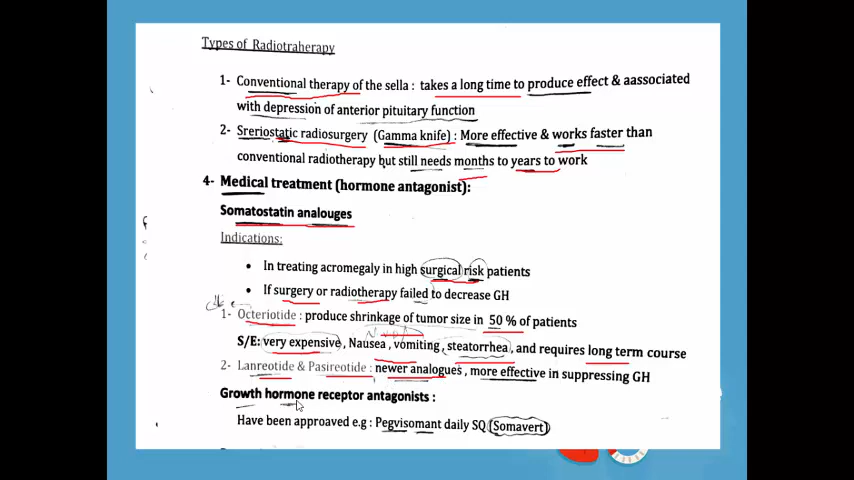 Types of Radiotraherapy
1- Conventional therapy of the sella : takes a long time to produce effect & aassociated
with depression of anterior pituitary function
2- Sreriostatic radiosurgery (Gamma knife) : More effective & works faster than
conventional radiotherapy but still needs months to years to work
4- Medical treatment (hormone antagonist):
Somatostatin analouges
Indications:
• In treating acromegaly in high surgical risk patients
• If surgery or radiotherapy failed to decrease GH
1- Octeriotide : produce shrinkage of tumor size in 50 % of patients
S/E: very expensive, Nausea , vomiting , steatorrhea , and requires long term course
2- Lanreotide & Pasireotide : newer analogues , more effective in suppressing GH
Growth hormone receptor antagonists :
Have been approaved e.g : Pegvisomant daily SQ (Somavert)